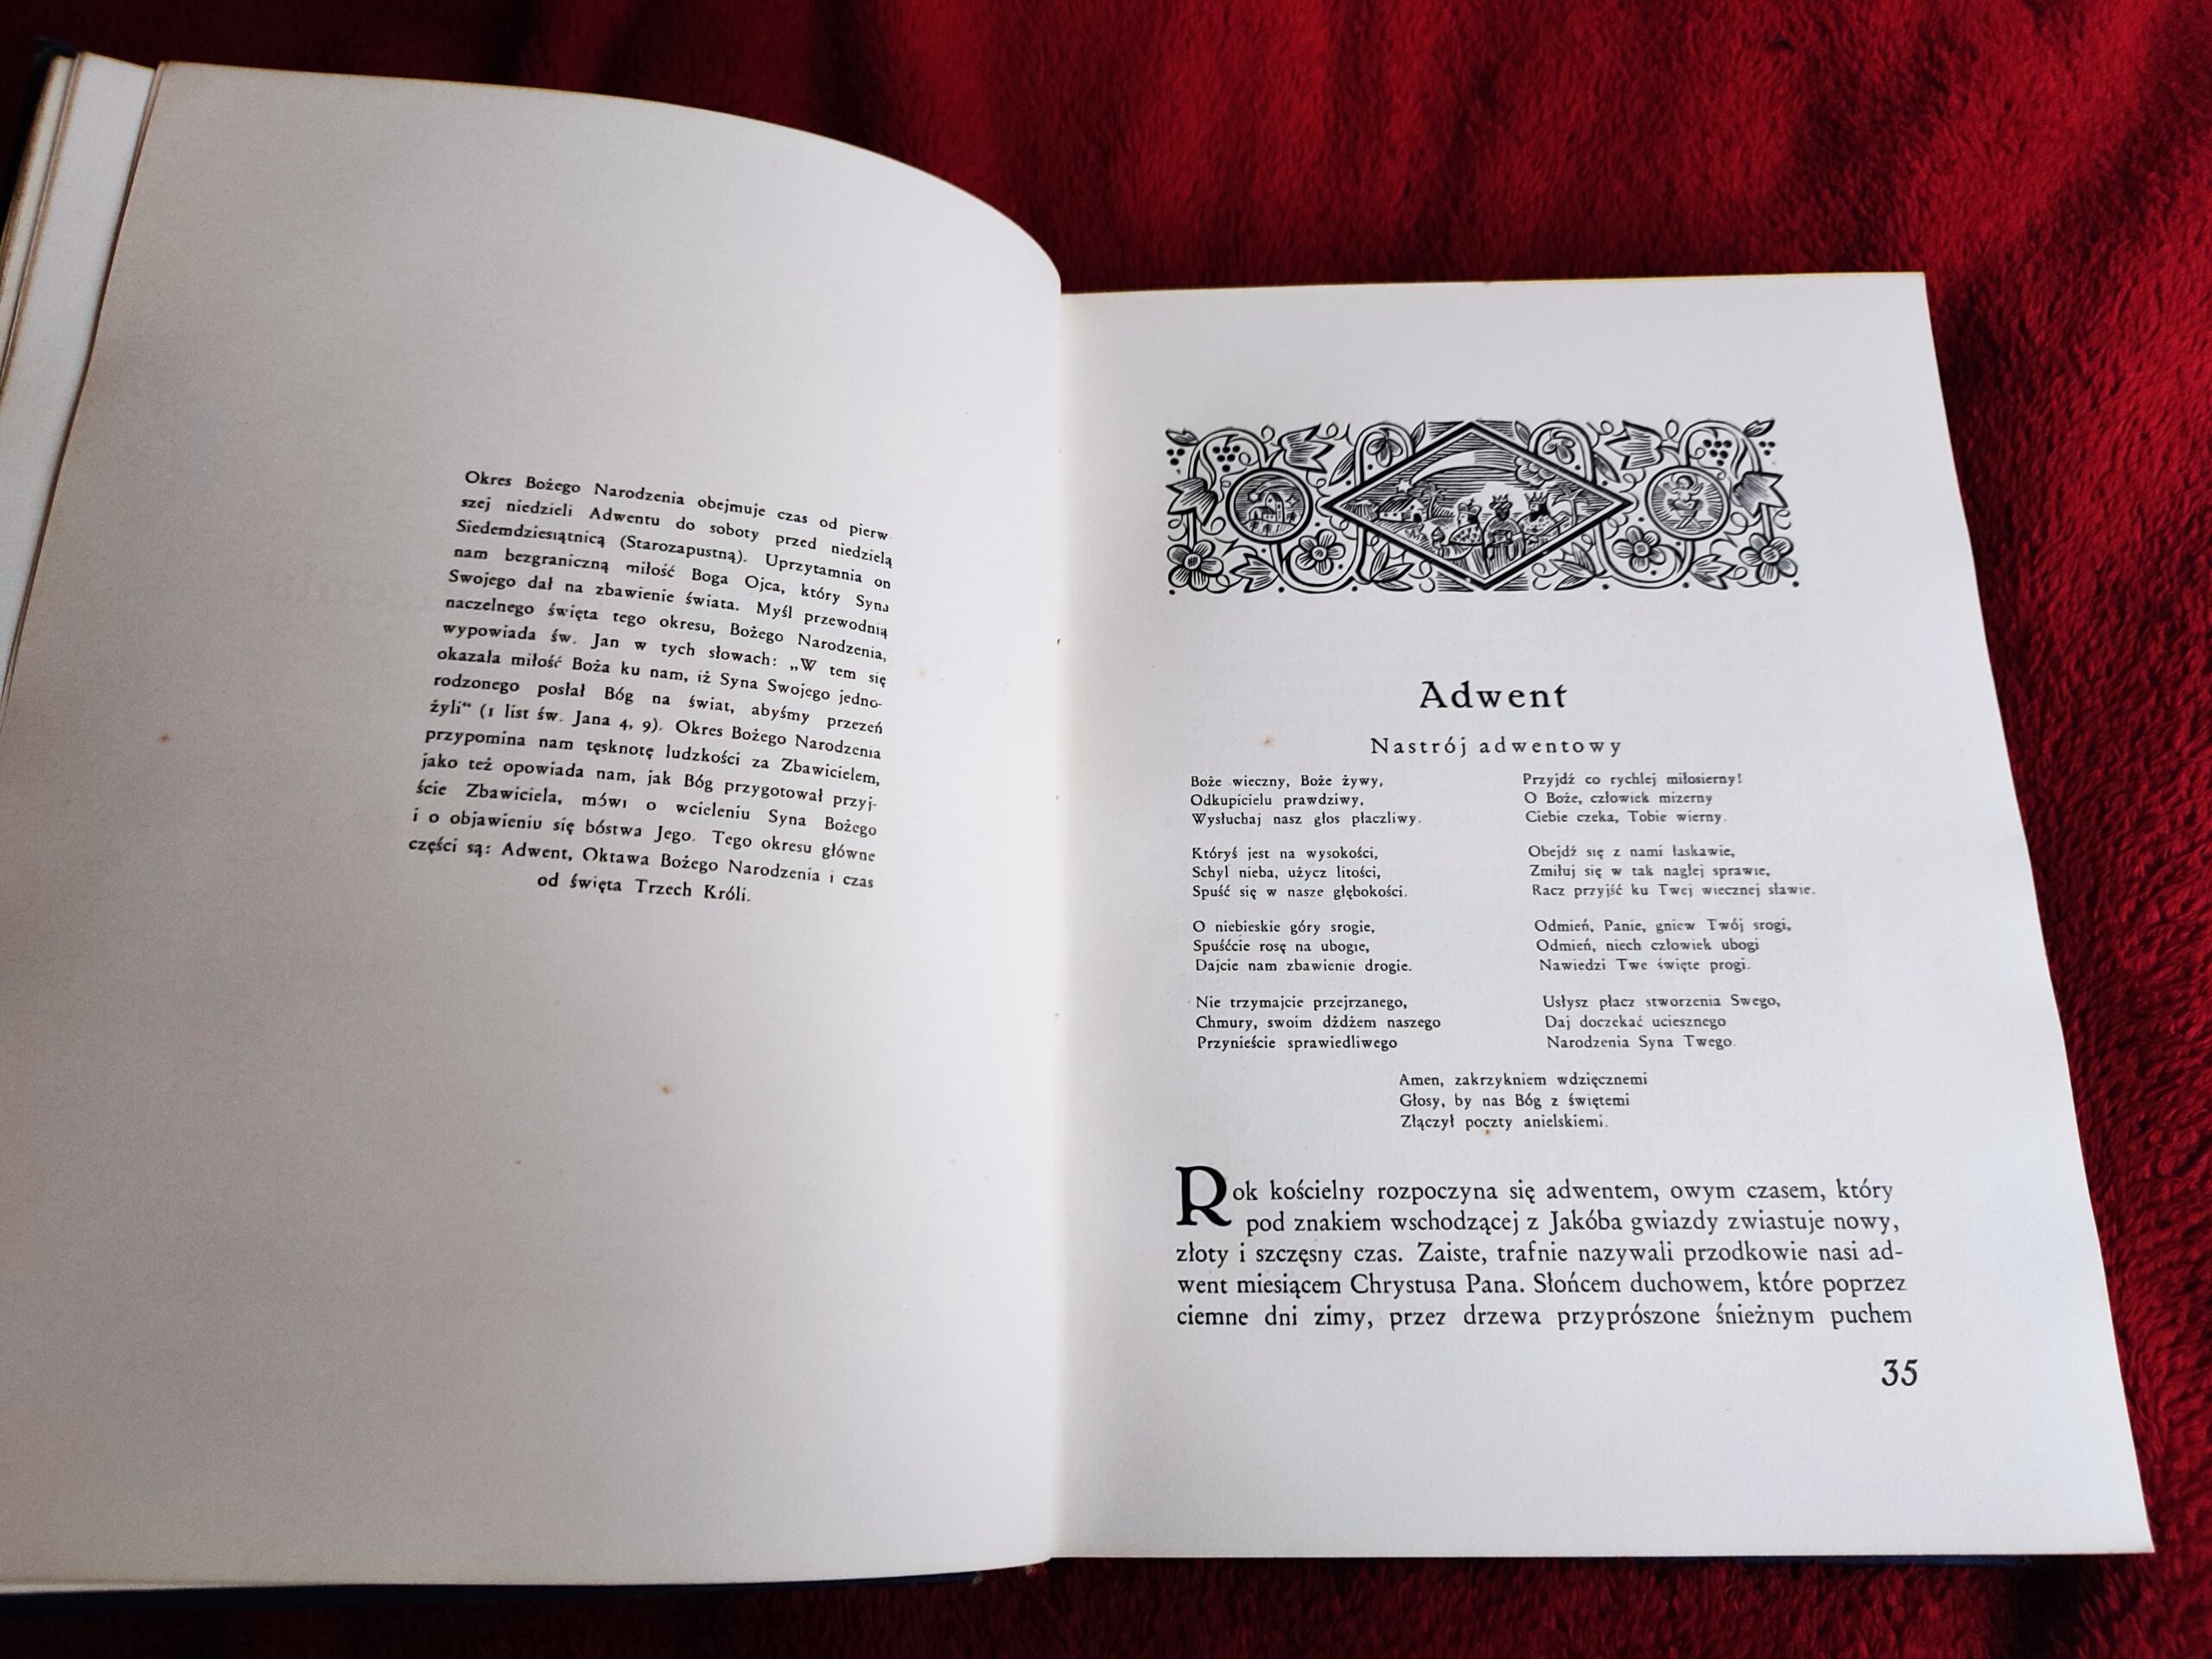 Okres Bożego Narodzenia obejmuje czas od pierw
szej niedzieli Adwentu do soboty przed niedzielą
Siedemdziesiątnicą (Starozapustną). Uprzytamnia on
nam bezgraniczną miłość Boga Ojca, który Syna
Swojego dał na zbawienie świata. Myśl przewodnią
naczelnego święta tego okresu, Bożego Narodzenia,
wypowiada św. Jan w tych słowach: „W tem się
okazała miłość Boża ku nam, iż Syna Swojego jedno-
rodzonego posłał Bóg na świat, abyśmy przezeń
żyli“ (1 list św. Jana 4, 9). Okres Bożego Narodzenia
przypomina nam tęsknotę ludzkości za Zbawicielem,
jako też opowiada nam, jak Bóg przygotował przyj-
ście Zbawiciela, mówi o wcieleniu Syna Bożego
i o objawieniu się bóstwa Jego. Tego okresu główne
części są: Adwent, Oktawa Bożego Narodzenia i czas
od święta Trzech Króli.
Adwent
Nastrój adwentowy
Boże wieczny, Boże żywy,
Odkupicielu prawdziwy,
Wysłuchaj nasz głos płaczliwy.
Któryś jest na wysokości,
Schyl nieba, użycz litości,
Spuść się w nasze głębokości.
O niebieskie góry srogie,
Spuśćcie rosę na ubogie,
Dajcie nam zbawienie drogie.
Nie trzymajcie przejrzanego,
Chmury, swoim dżdżem naszego
Przynieście sprawiedliwego
Przyjdź co rychlej miłosierny!
O Boże, człowiek mizerny
Ciebie czeka, Tobie wierny.
Obejdź się z nami łaskawie,
Zmiłuj się w tak nagłej sprawie,
Racz przyjść ku Twej wiecznej sławie.
Odmień, Panie, gniew Twój srogi,
Odmień, niech człowiek ubogi
Nawiedzi Twe święte progi.
Usłysz płacz stworzenia Swego,
Daj doczekać uciesznego
Narodzenia Syna Twego.
Amen, zakrzykniem wdzięcznemi
Głosy, by nas Bóg z świętemi
Złączył poczty anielskiemi.
Rok kościelny rozpoczyna się adwentem, owym czasem, który
pod znakiem wschodzącej z Jakóba gwiazdy zwiastuje nowy,
złoty i szczęsny czas. Zaiste, trafnie nazywali przodkowie nasi ad-
went miesiącem Chrystusa Pana. Słońcem duchowem, które poprzez
ciemne dni zimy, przez drzewa przyprószone śnieżnym puchem
35